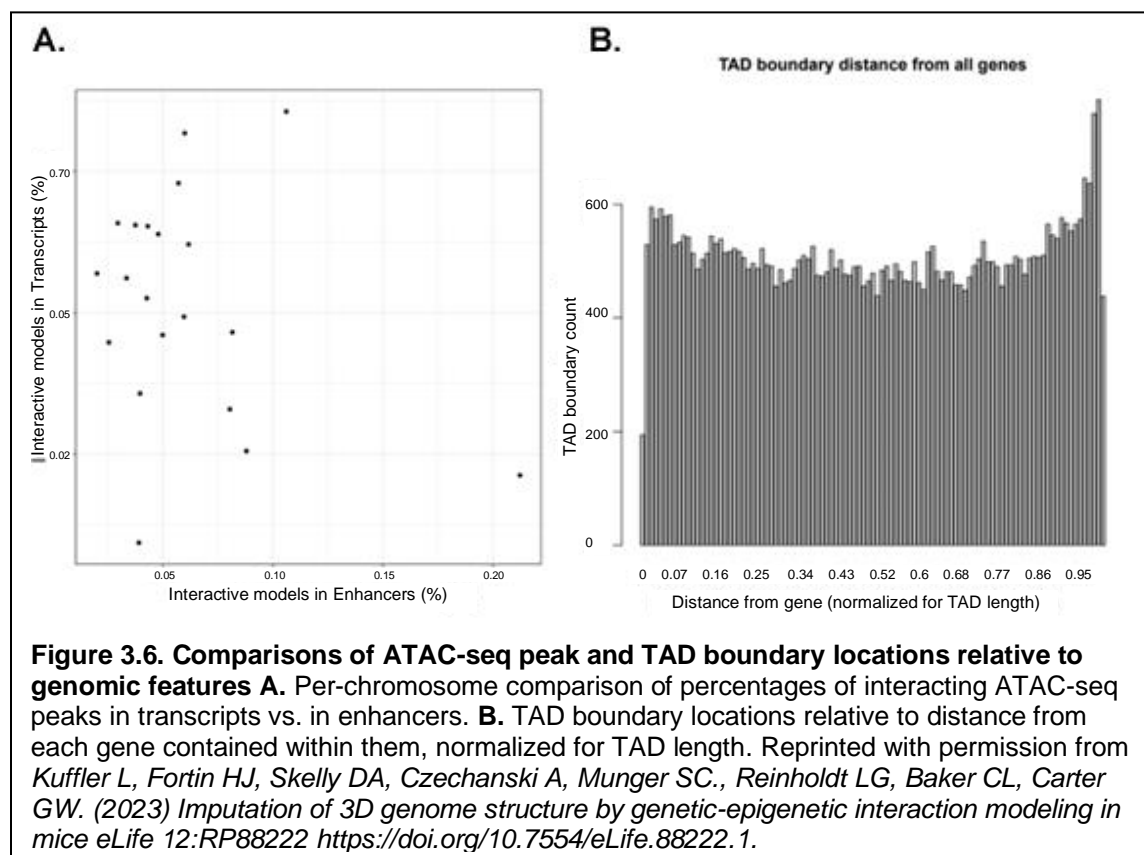 A.
Interactive models in Transcripts (%)
0.70
0.05
0.02
0.05
0.10
0.15
0.20
Interactive models in Enhancers (%)
B.
TAD boundary distance from all genes
TAD boundary count
600
400
200
0
0 0.07 0.16 0.25 0.34 0.43 0.52 0.6 0.68 0.77 0.86 0.95
Distance from gene (normalized for TAD length)
Figure 3.6. Comparisons of ATAC-seq peak and TAD boundary locations relative to
genomic features A. Per-chromosome comparison of percentages of interacting ATAC-seq
peaks in transcripts vs. in enhancers. B. TAD boundary locations relative to distance from
each gene contained within them, normalized for TAD length. Reprinted with permission from
Kuffler L, Fortin HJ, Skelly DA, Czechanski A, Munger SC., Reinholdt LG, Baker CL, Carter
GW. (2023) Imputation of 3D genome structure by genetic-epigenetic interaction modeling in
mice eLife 12:RP88222 https://doi.org/10.7554/eLife.88222.1.